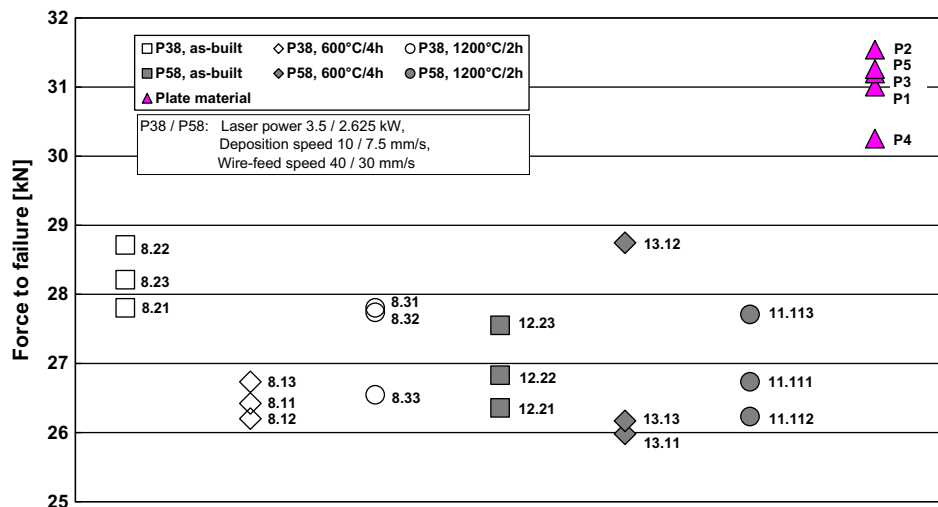 32
31
30
29
28
27
26
25
Force to failure [kN]
P38, as-built P38, 600°C/4h P38, 1200°C/2h
P58, as-built P58, 600°C/4h P58, 1200°C/2h
Plate material
P38 / P58: Laser power 3.5 / 2.625 kW,
Deposition speed 10 / 7.5 mm/s,
Wire-feed speed 40 / 30 mm/s
8.22
8.23
8.21
8.13
8.11
8.12
8.31
8.32
8.33
12.23
12.22
12.21
13.12
13.13
13.11
11.113
11.111
11.112
P2
P5
P3
P1
P4